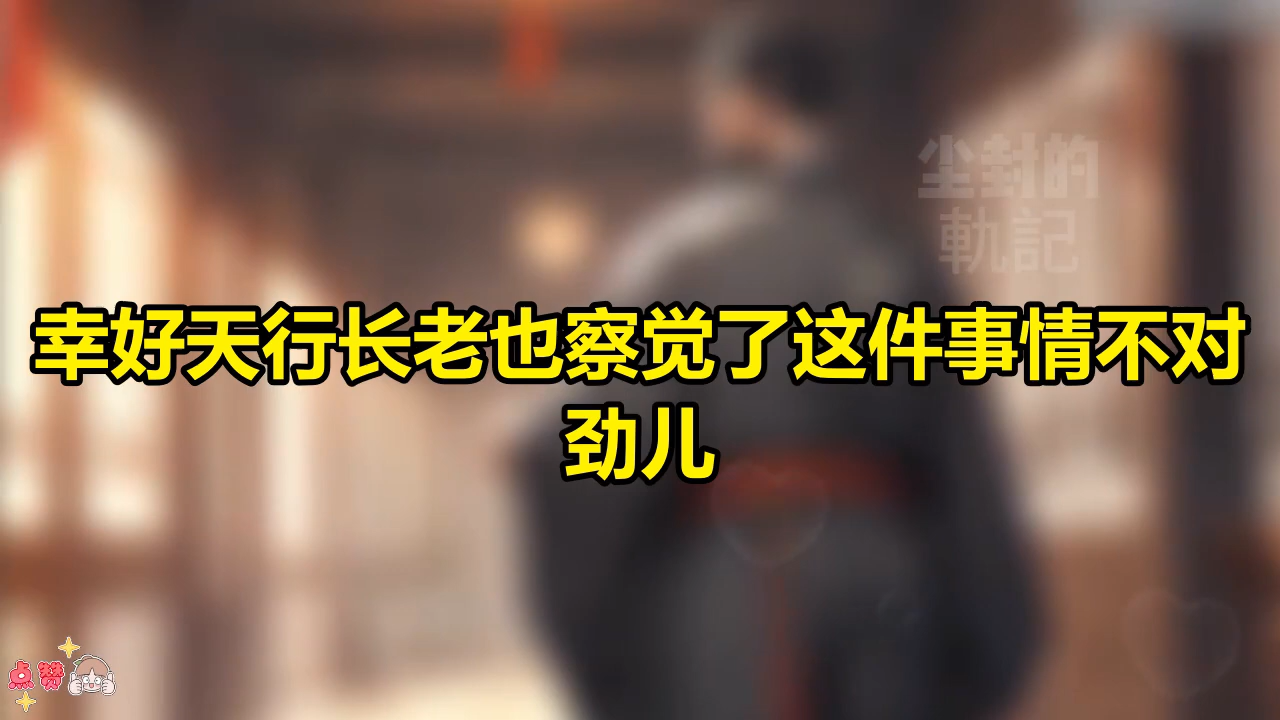 尘封的
軌記
幸好天行长老也察觉了这件事情不对
劲儿
点赞